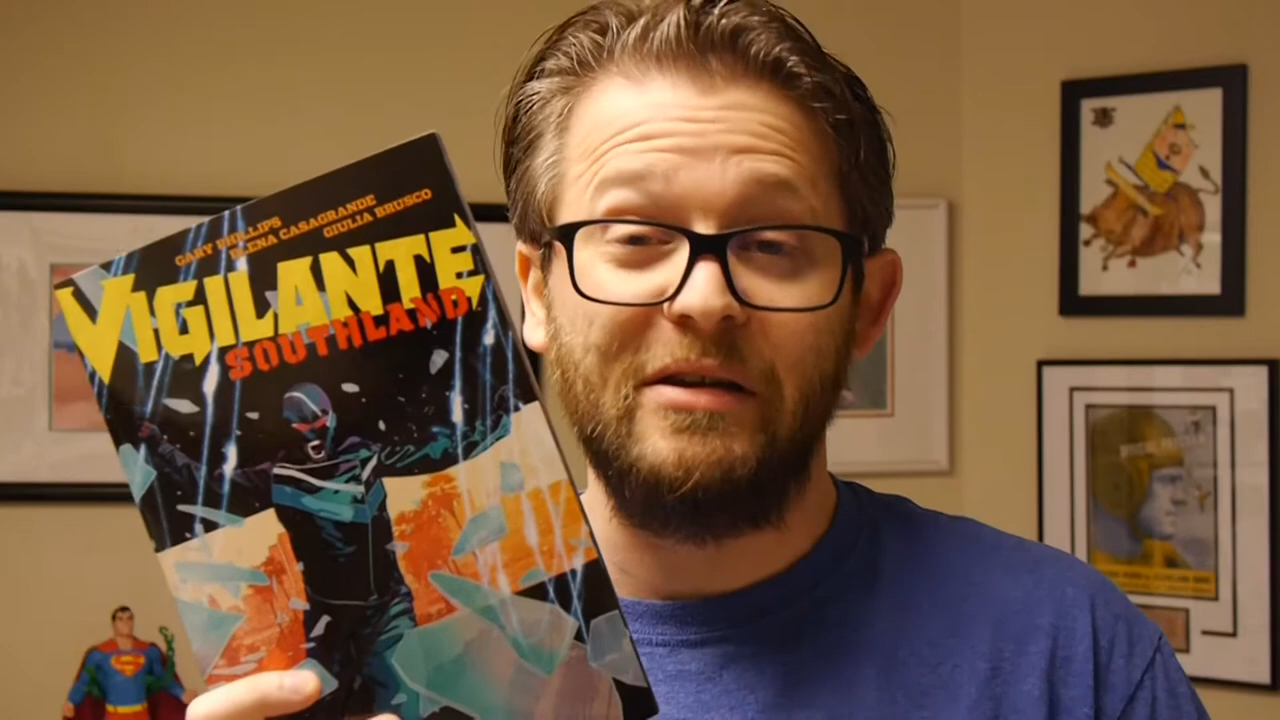 GARY PHILLIPS
ELENA CASAGRANDE
GIULIA BRUSCO
VIGILANTE
SOUTHLAND